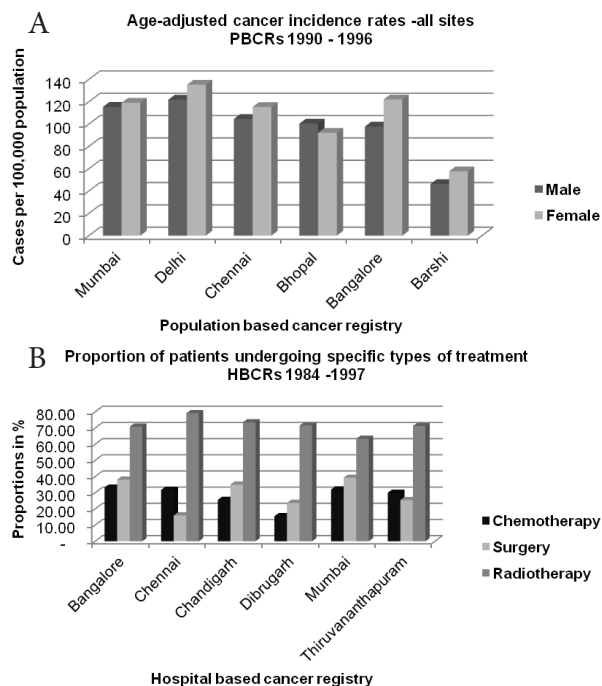 A
Age-adjusted cancer incidence rates -all sites
PBCRs 1990 - 1996
Cases per 100,000 population
140
120
100
80
60
40
20
0
Mumbai
Delhi
Chennai
Bhopal
Bangalore
Barshi
Male
Female
Population based cancer registry
B
Proportion of patients undergoing specific types of treatment
HBCRs 1984 -1997
Proportions in %
80.00
70.00
60.00
50.00
40.00
30.00
20.00
10.00
-
Bangalore
Chennai
Chandigarh
Dibrugarh
Mumbai
Thiruvananthapuram
Chemotherapy
Surgery
Radiotherapy
Hospital based cancer registry